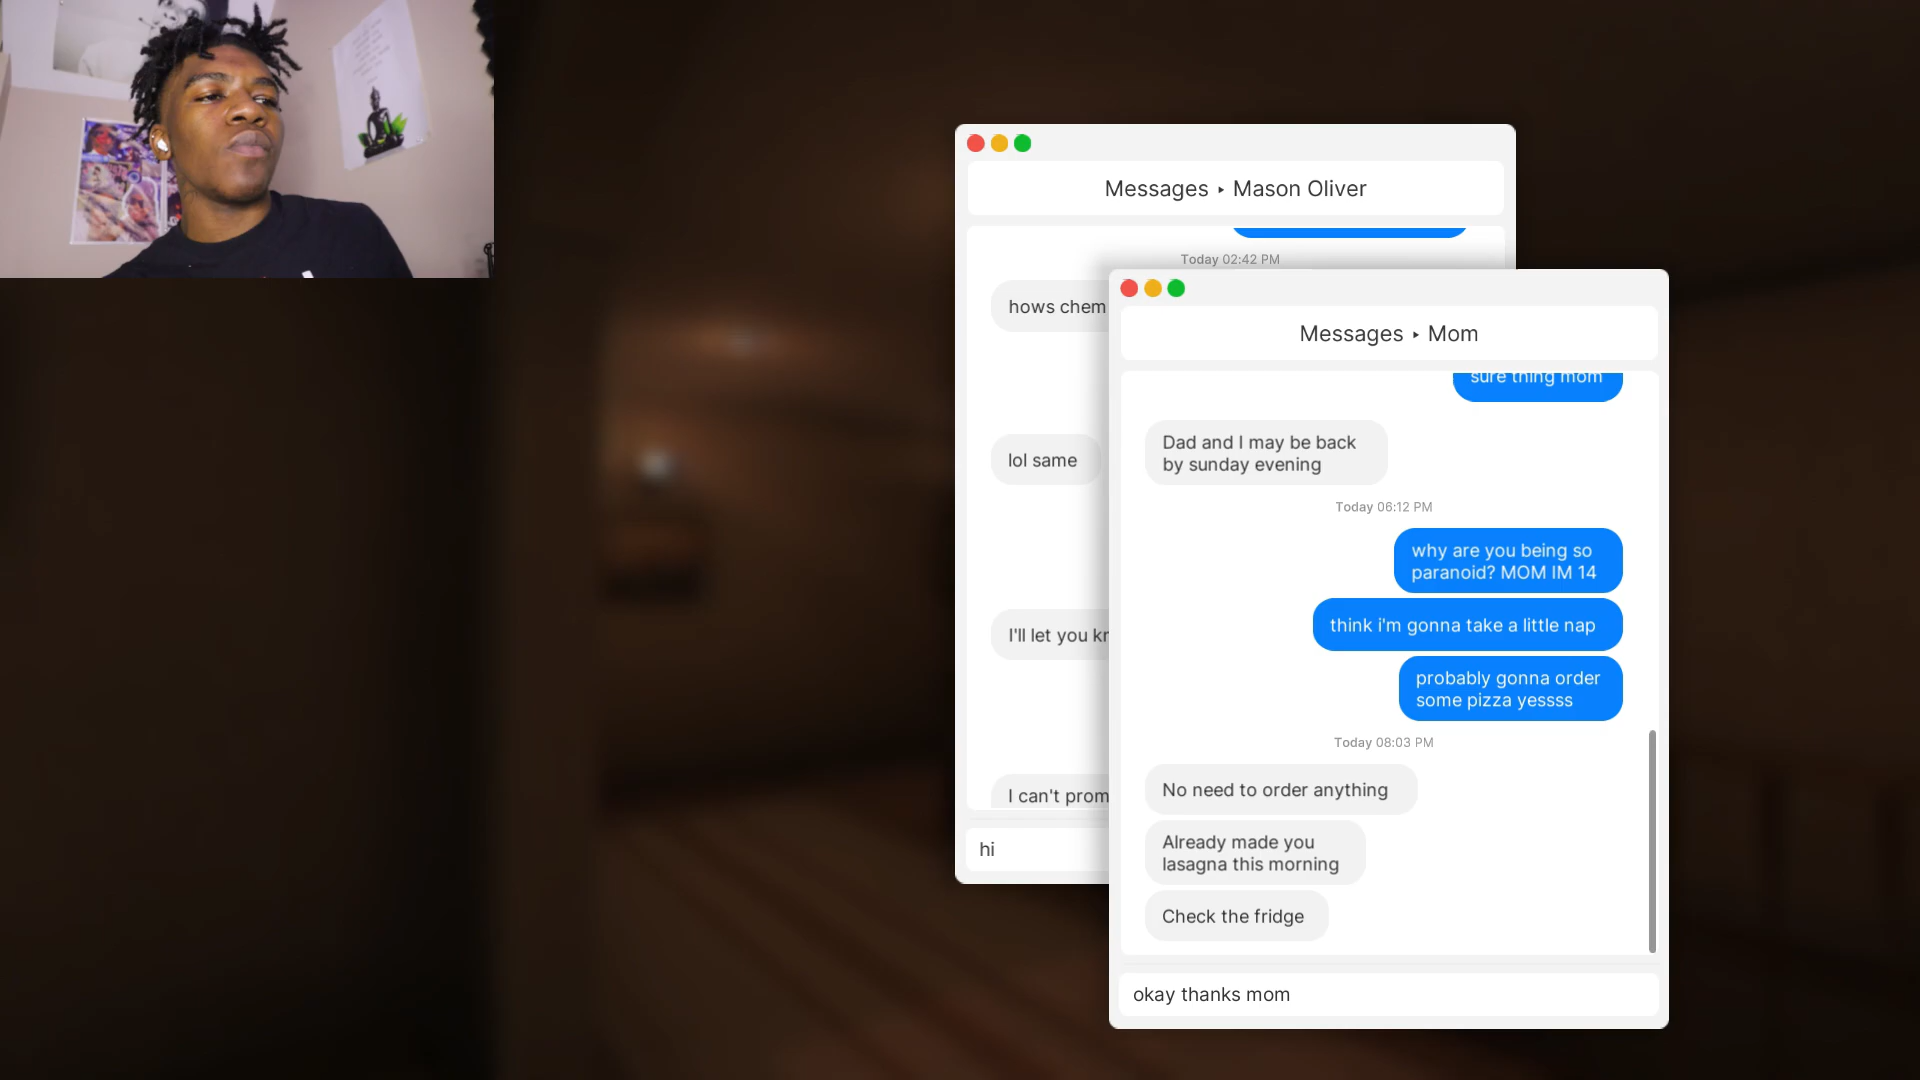 Messages ‣ Mason Oliver
Today 02:42 PM
hows chem
lol same
I'll let you
I can't
hi
Messages ‣ Mom
sure thing mom
Dad and I may be back
by sunday evening
Today 06:12 PM
why are you being so
paranoid? MOM IM 14
think i'm gonna take a little nap
probably gonna order
some pizza yessss
Today 08:03 PM
No need to order anything
Already made you
lasagna this morning
Check the fridge
okay thanks mom